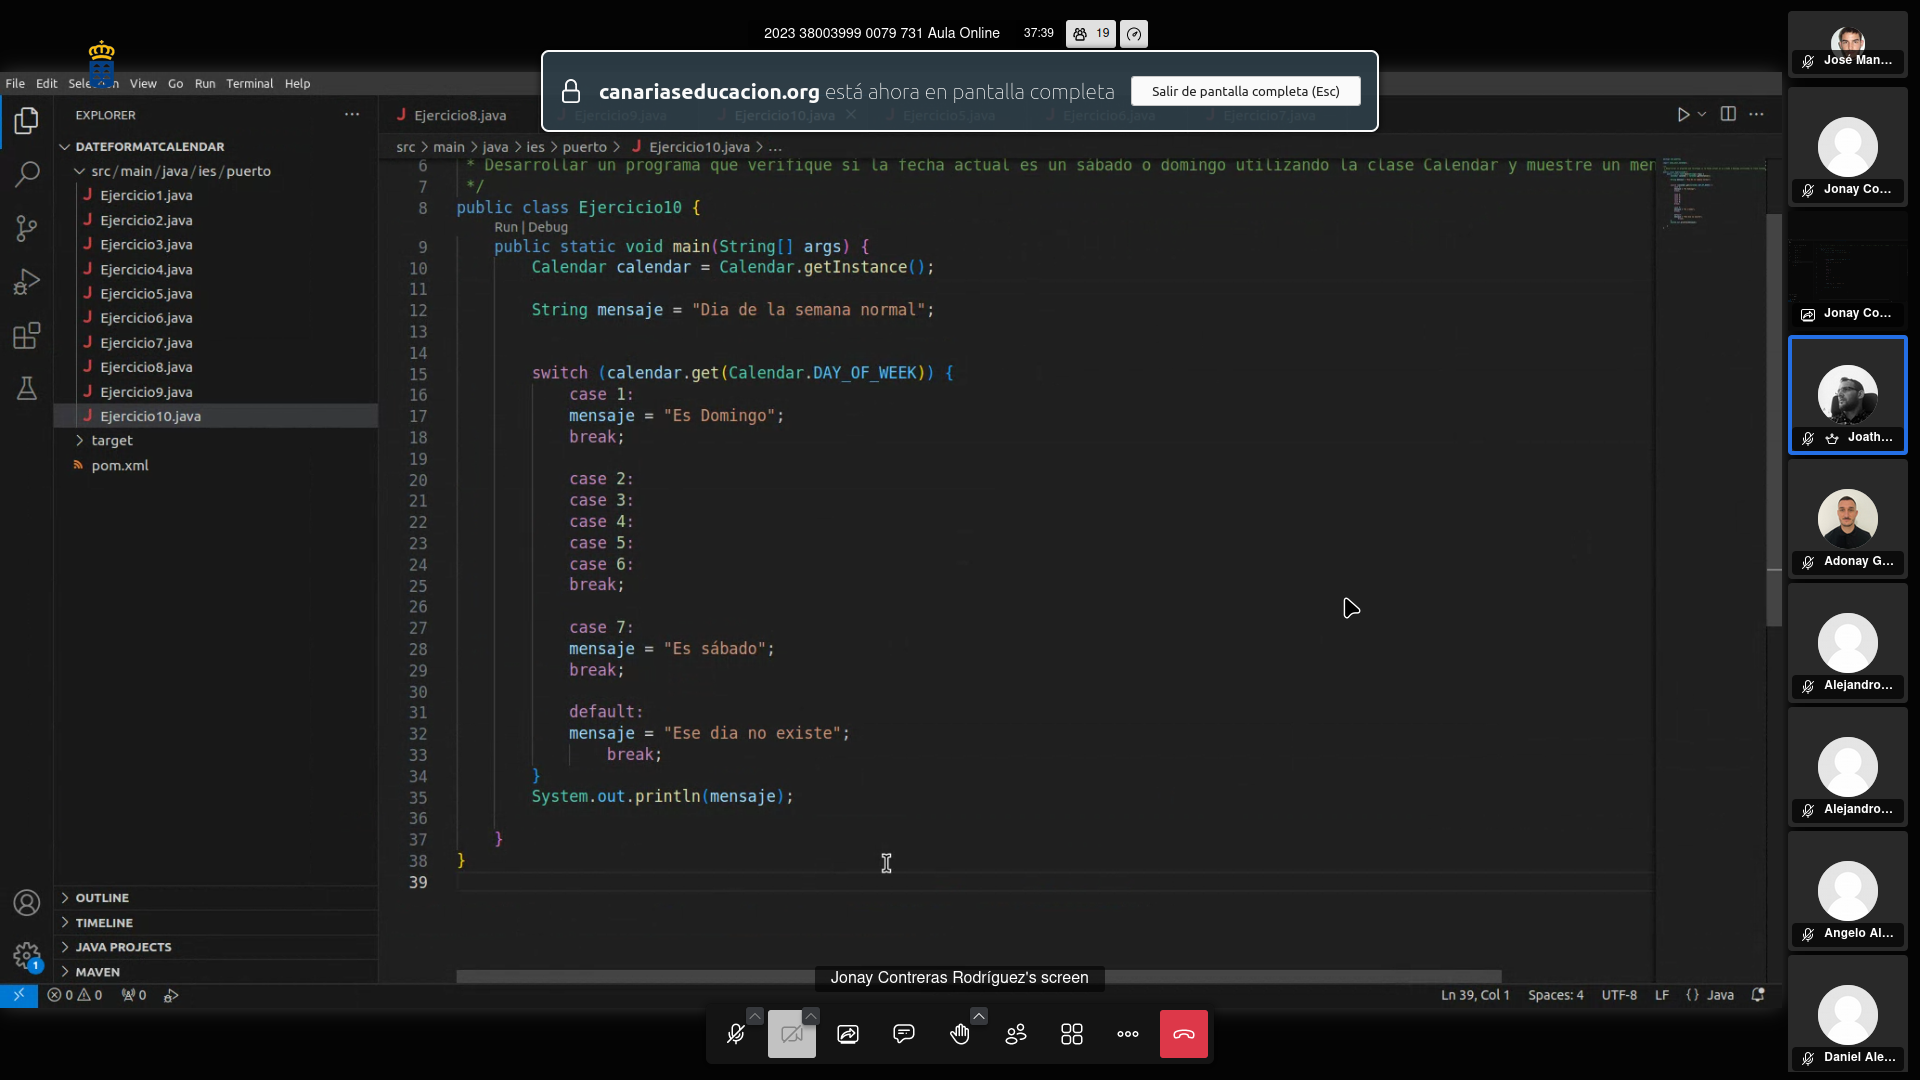 2023 38003999 0079 731 Aula Online 37:39 19
canariaseducacion.org está ahora en pantalla completa Salir de pantalla completa (Esc)
File Edit View Go Run Terminal Help
EXPLORER
DATEFORMATCALENDAR
src/main/java/ies/puerto
Ejercicio1.java
Ejercicio2.java
Ejercicio3.java
Ejercicio4.java
Ejercicio5.java
Ejercicio6.java
Ejercicio7.java
Ejercicio8.java
Ejercicio9.java
Ejercicio10.java
target
pom.xml
OUTLINE
TIMELINE
JAVA PROJECTS
MAVEN
Ejercicio8.java Ejercicio9.java Ejercicio10.java Ejercicio5.java Ejercicio6.java Ejercicio7.java
src > main > java > ies > puerto > Ejercicio10.java > ...
6 * Desarrollar un programa que verifique si la fecha actual es un sábado o domingo utilizando la clase Calendar y muestre un men
7 */
8 public class Ejercicio10 {
Run | Debug
9 public static void main(String[] args) {
10 Calendar calendar = Calendar.getInstance();
11
12 String mensaje = "Dia de la semana normal";
13
14
15 switch (calendar.get(Calendar.DAY_OF_WEEK)) {
16 case 1:
17 mensaje = "Es Domingo";
18 break;
19
20 case 2:
21 case 3:
22 case 4:
23 case 5:
24 case 6:
25 break;
26
27 case 7:
28 mensaje = "Es sábado";
29 break;
30
31 default:
32 mensaje = "Ese dia no existe";
33 break;
34 }
35 System.out.println(mensaje);
36
37 }
38 }
39
Jonay Contreras Rodríguez's screen
1
0 0 0
Ln 39, Col 1 Spaces: 4 UTF-8 LF {} Java
José Man...
Jonay Co...
Jonay Co...
Joath...
Adonay G...
Alejandro...
Alejandro...
Angelo Al...
Daniel Ale...